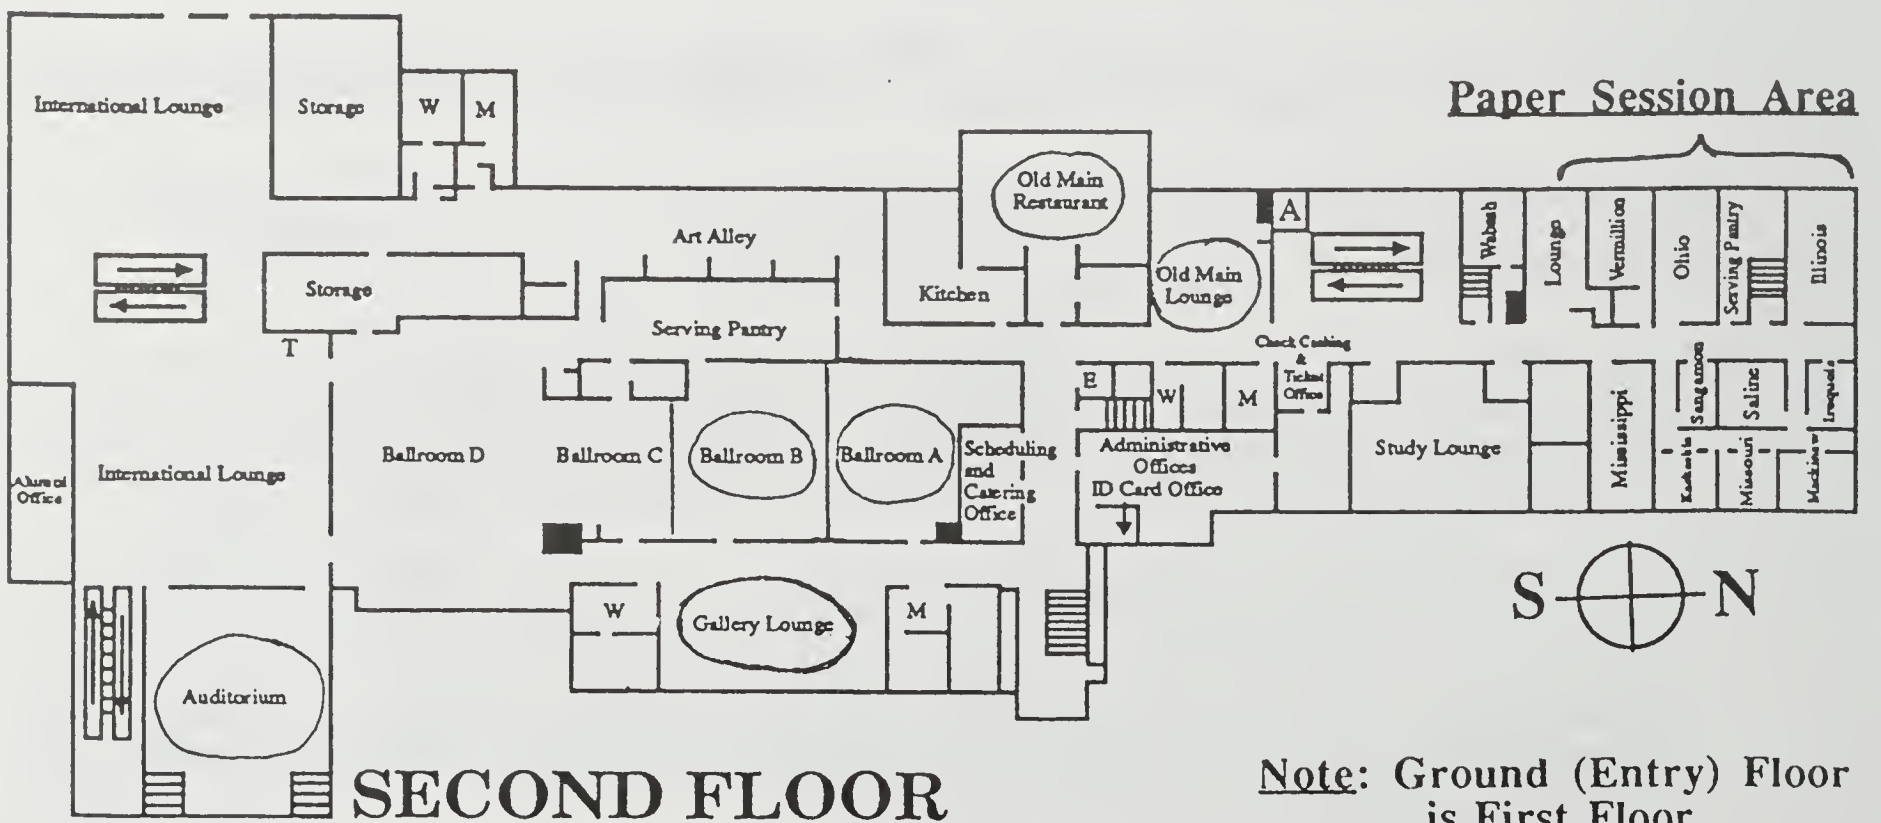 Paper Session Area
International Lounge
Storage
W
M
Old Main
Restaurant
A
Wabash
Lounge
Vermillion
Ohio
Serving Pantry
Illinois
Art Alley
Storage
Kitchen
Old Main
Lounge
Serving Pantry
T
Check Cashing
&
Ticket
Office
E
W
M
Mississippi
Sangamon
Saline
Iroquois
International Lounge
Ballroom D
Ballroom C
Ballroom B
Ballroom A
Scheduling
and
Catering
Office
Administrative
Offices
ID Card Office
Study Lounge
Kaskaskia
Missouri
Mackinaw
Alumni
Office
W
Gallery Lounge
M
S
N
Auditorium
SECOND FLOOR
Note: Ground (Entry) Floor
is First Floor